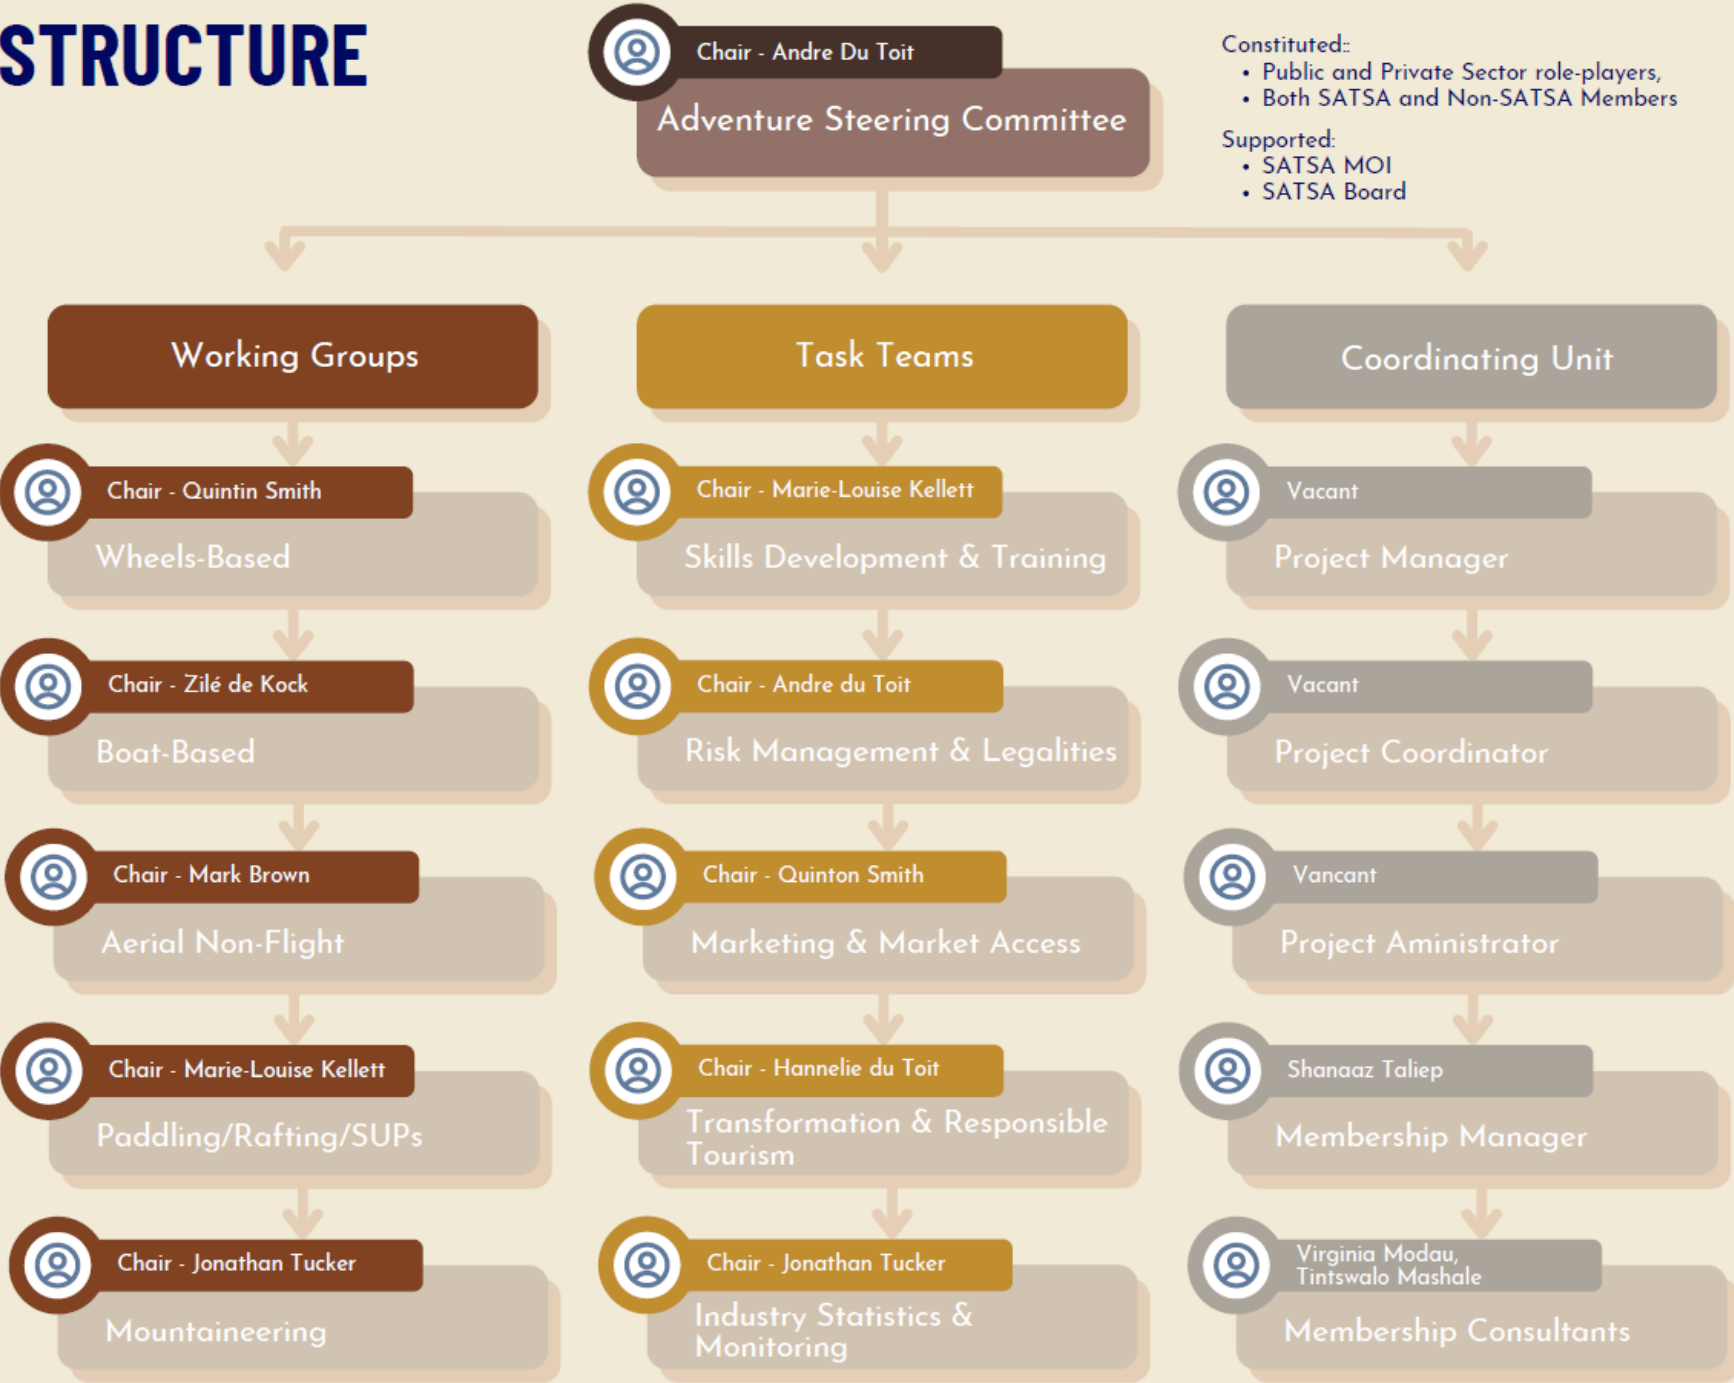 STRUCTURE
Chair - Andre Du Toit
Adventure Steering Committee
Constituted::
• Public and Private Sector role-players,
• Both SATSA and Non-SATSA Members
Supported:
• SATSA MOI
• SATSA Board
Working Groups
Chair - Quintin Smith
Wheels-Based
Chair - Zilé de Kock
Boat-Based
Chair - Mark Brown
Aerial Non-Flight
Chair - Marie-Louise Kellett
Paddling/Rafting/SUPs
Chair - Jonathan Tucker
Mountaineering
Task Teams
Chair - Marie-Louise Kellett
Skills Development & Training
Chair - Andre du Toit
Risk Management & Legalities
Chair - Quinton Smith
Marketing & Market Access
Chair - Hannelie du Toit
Transformation & Responsible
Tourism
Chair - Jonathan Tucker
Industry Statistics &
Monitoring
Coordinating Unit
Vacant
Project Manager
Vacant
Project Coordinator
Vancant
Project Aministrator
Shanaaz Taliep
Membership Manager
Virginia Modau,
Tintswalo Mashale
Membership Consultants